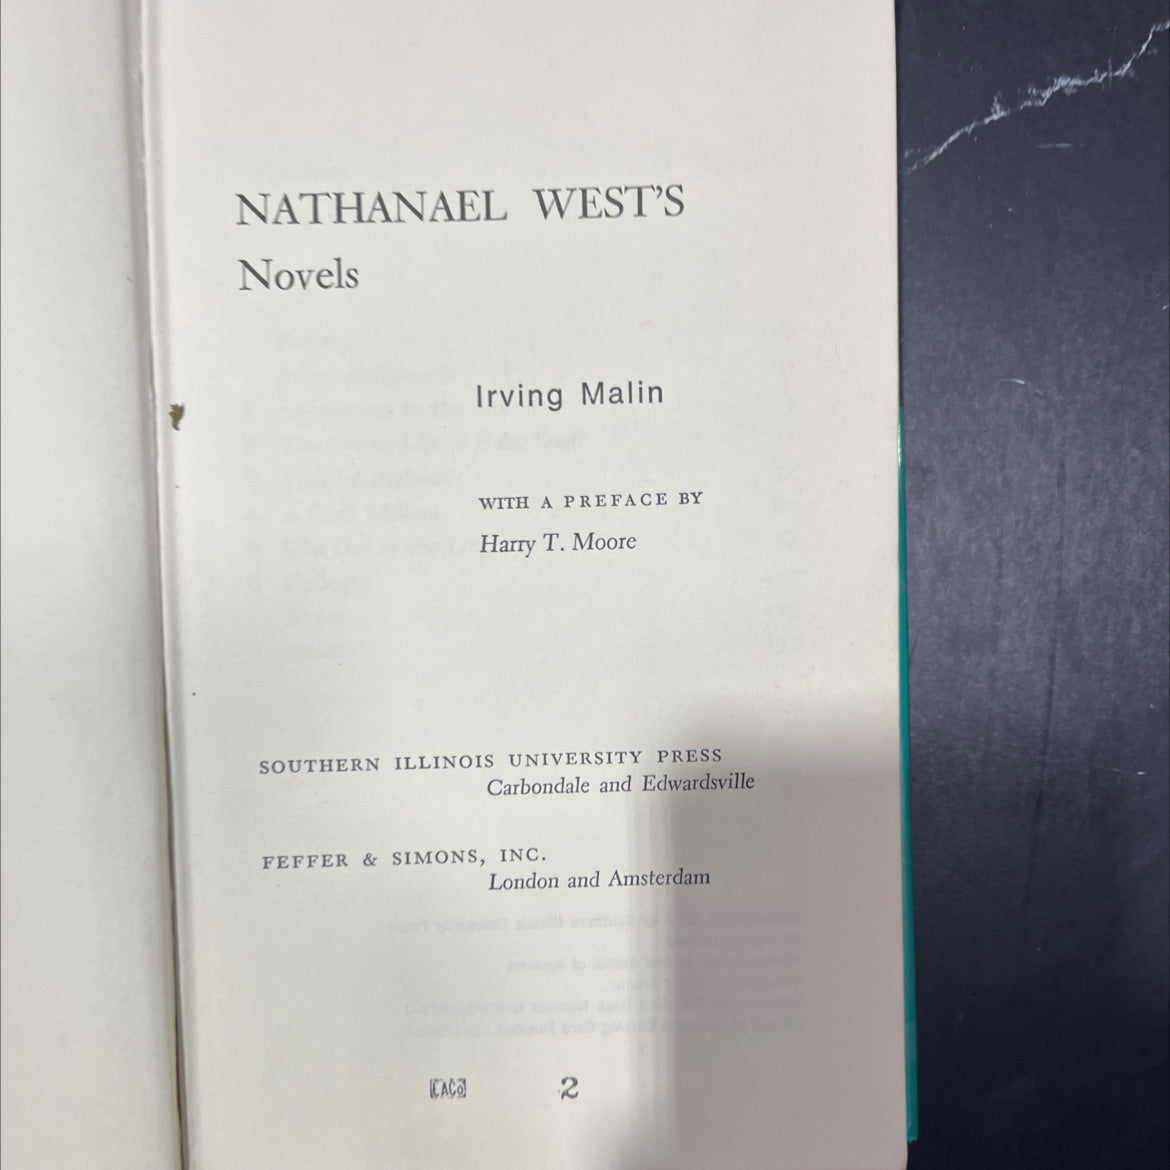 NATHANAEL WEST'S
Novels
Irving Malin
WITH A PREFACE BY
Harry T. Moore
SOUTHERN ILLINOIS UNIVERSITY PRESS
Carbondale and Edwardsville
FEFFER & SIMONS, INC.
London and Amsterdam
2